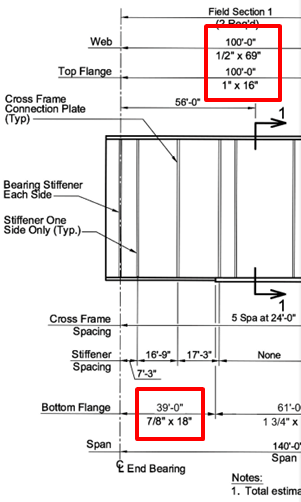 Field Section 1
(2 Req'd)
Web
100'-0"
1/2" x 69"
Top Flange
100'-0"
1" x 16"
Cross Frame
Connection Plate
(Typ)
56'-0"
1
Bearing Stiffener
Each Side
Stiffener One
Side Only (Typ.)
1
Cross Frame
Spacing
5 Spa at 24'-0"
Stiffener
Spacing
16'-9"
17'-3"
None
7'-3"
Bottom Flange
39'-0"
7/8" x 18"
61'-0
1 3/4" x
Span
140'-0
Span
℄ End Bearing
Notes:
1. Total estima